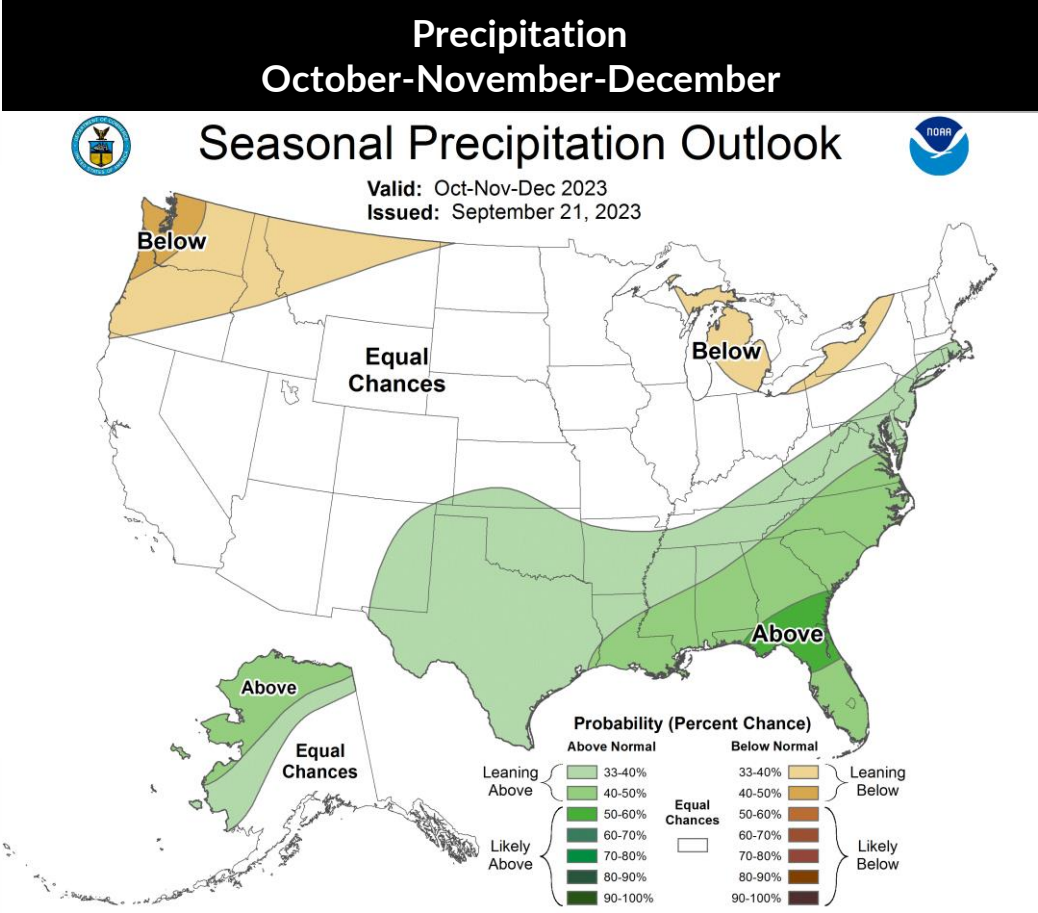 Precipitation
October-November-December
Seasonal Precipitation Outlook
NOAA
Valid: Oct-Nov-Dec 2023
Issued: September 21, 2023
Below
Equal
Chances
Below
Above
Above
Equal
Chances
Probability (Percent Chance)
Above Normal
Below Normal
Leaning
Above
33-40%
40-50%
Likely
Above
50-60%
60-70%
70-80%
80-90%
90-100%
Equal
Chances
33-40%
40-50%
Leaning
Below
50-60%
60-70%
70-80%
80-90%
90-100%
Likely
Below